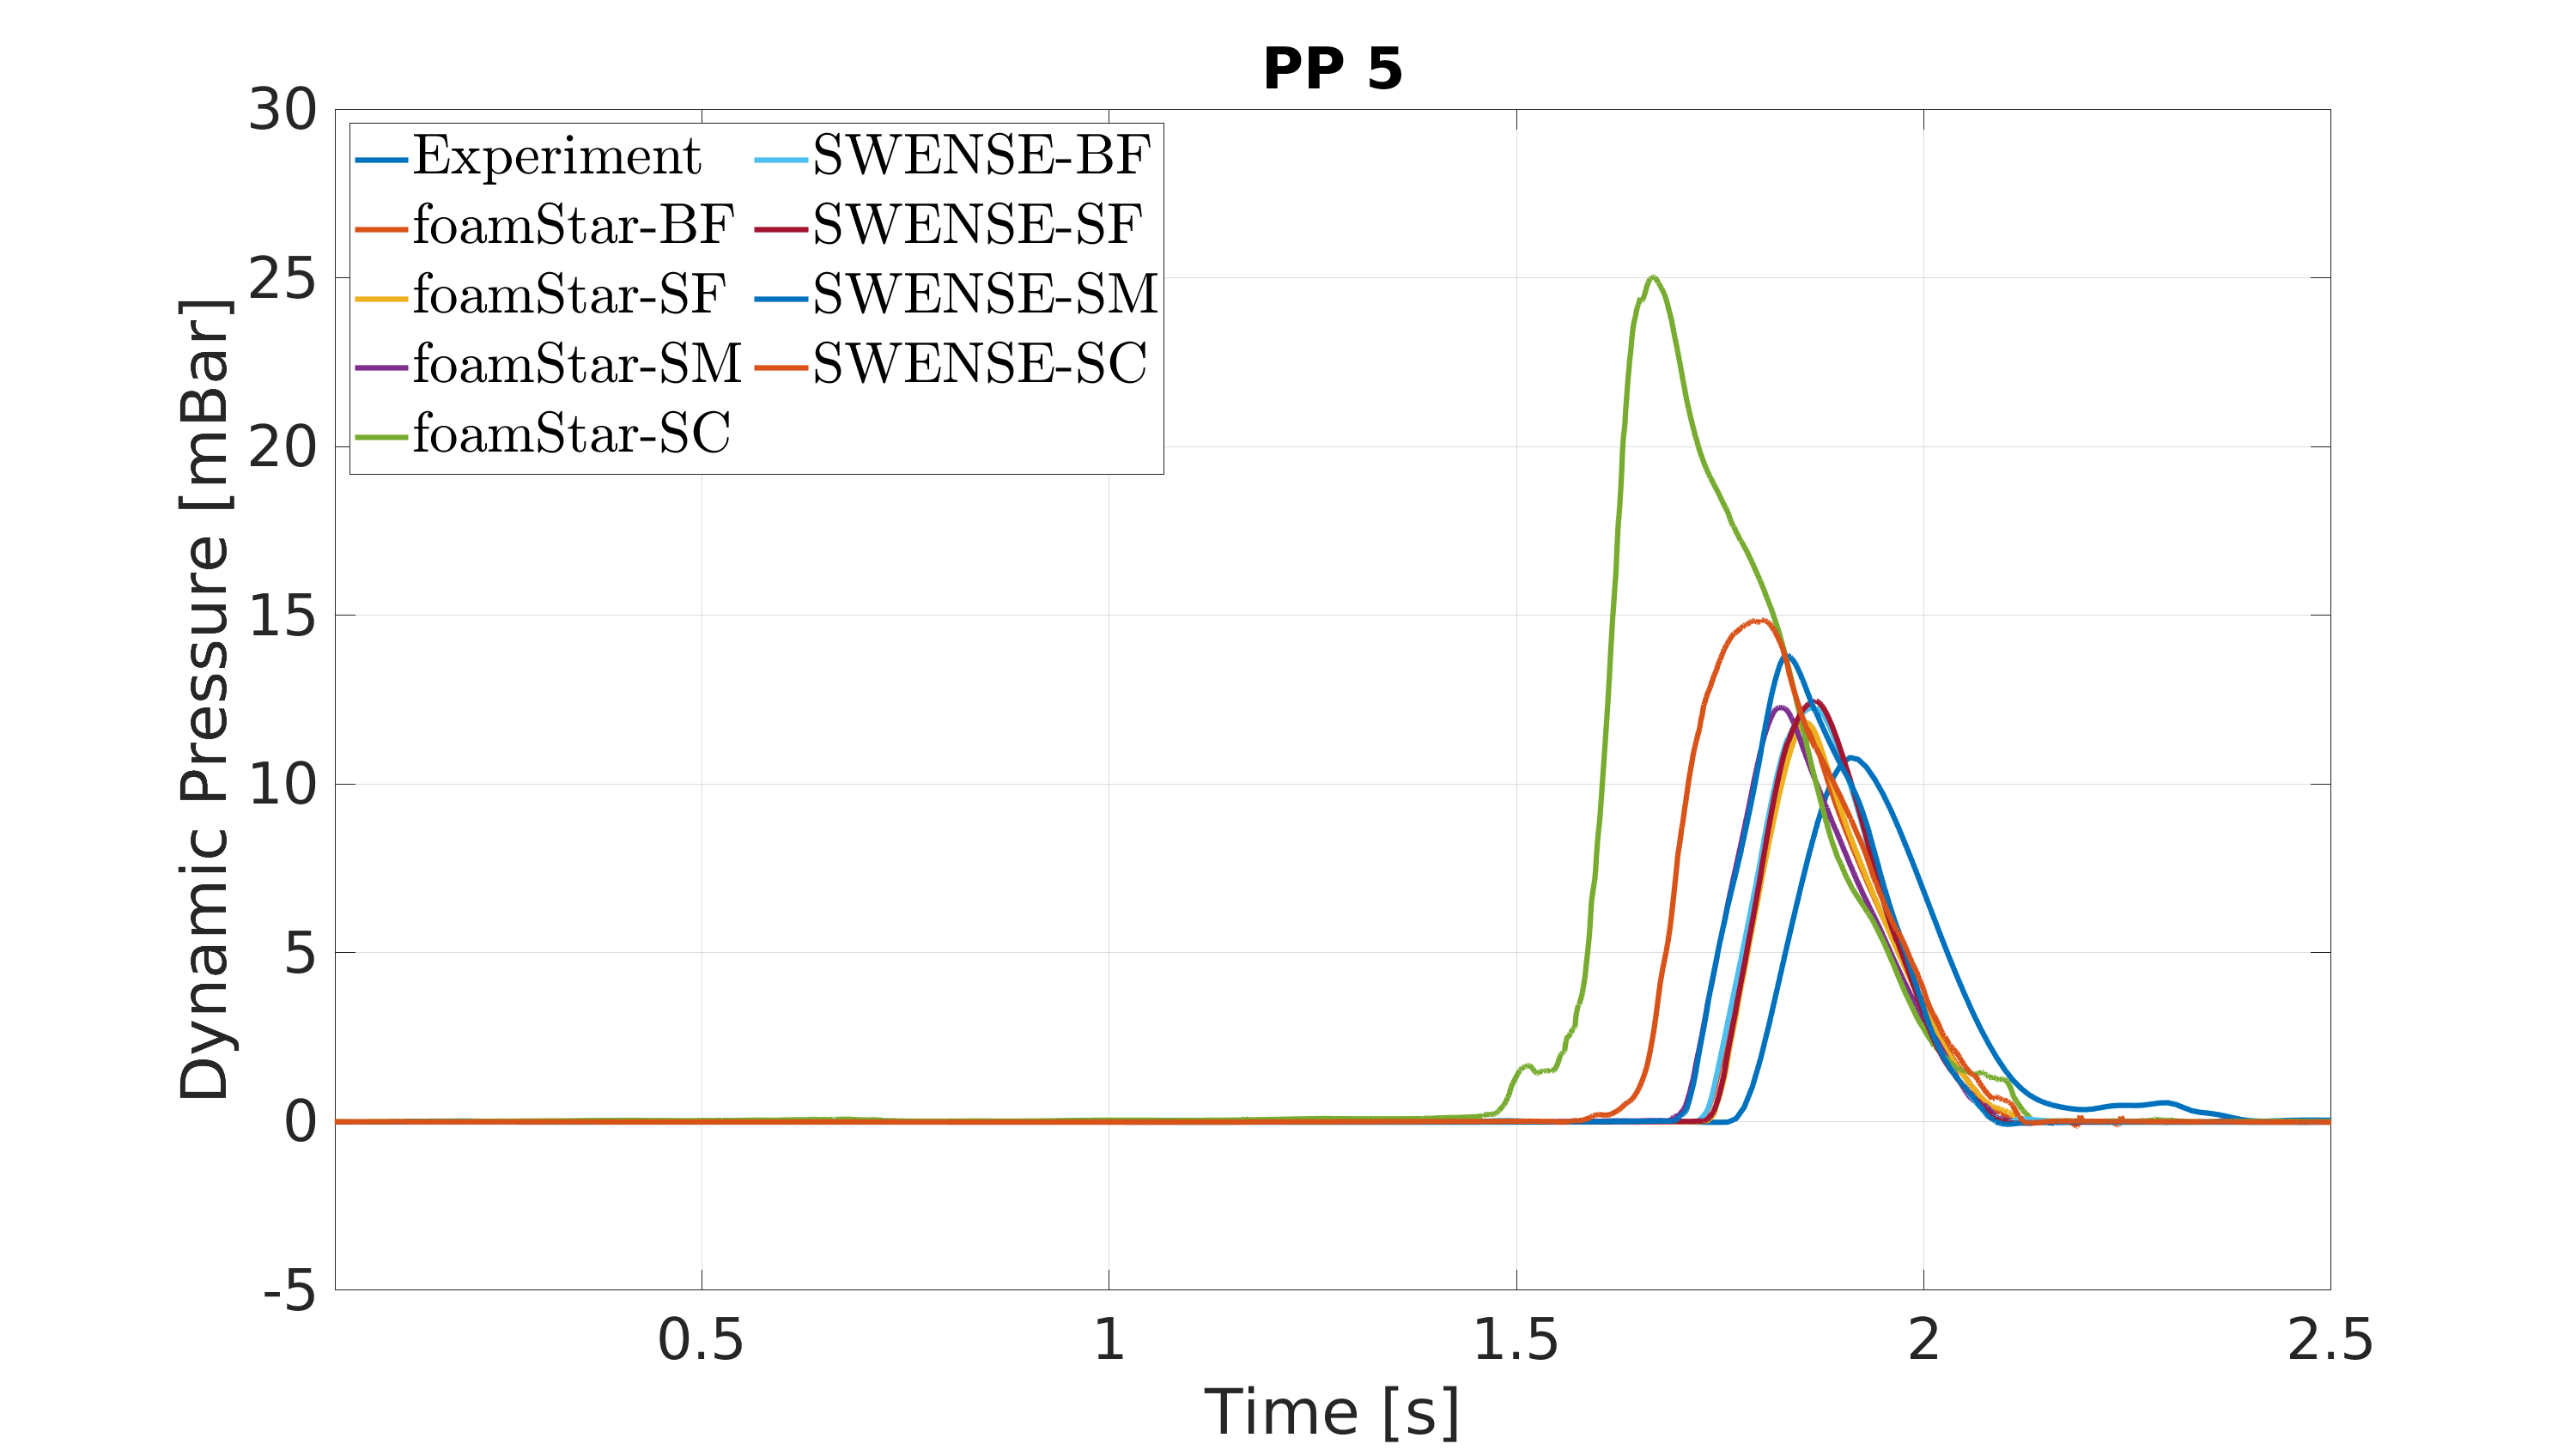 PP 5
30
25
20
15
10
5
0
-5
Dynamic Pressure [mBar]
Experiment
foamStar-BF
foamStar-SF
foamStar-SM
foamStar-SC
SWENSE-BF
SWENSE-SF
SWENSE-SM
SWENSE-SC
0.5
1
1.5
2
2.5
Time [s]